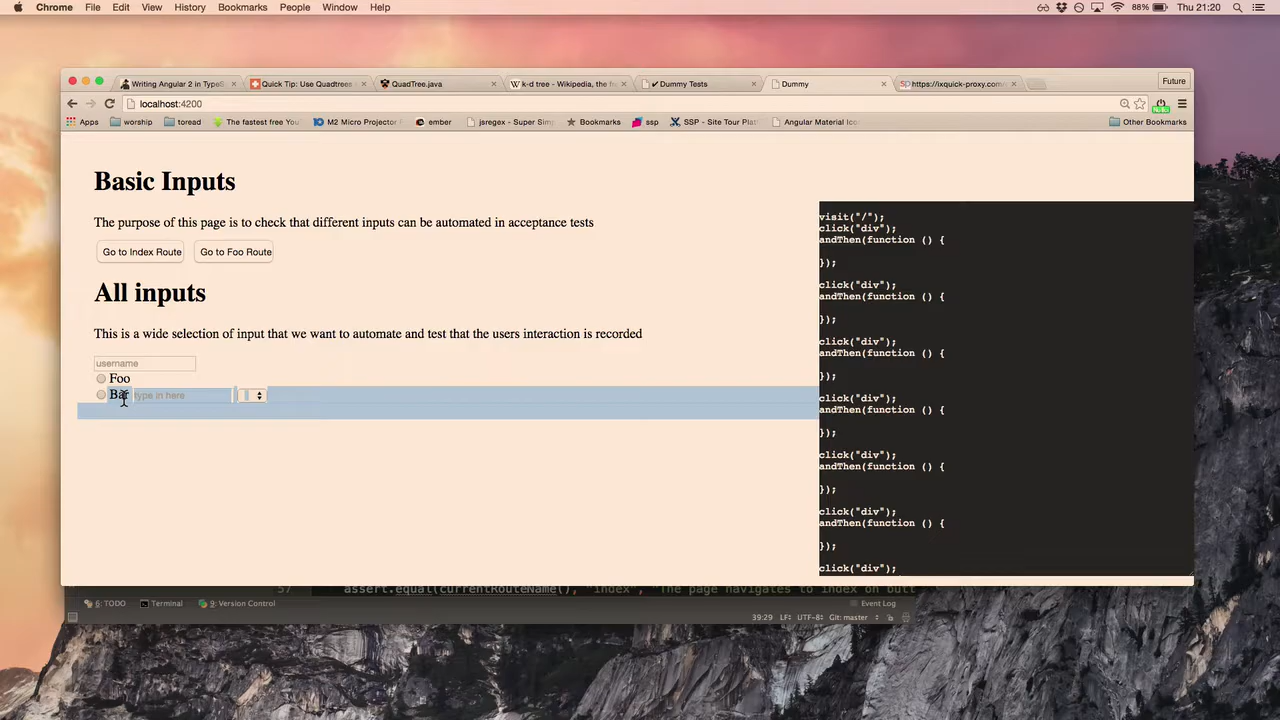 Chrome File Edit View History Bookmarks People Window Help
88% Thu 21:20
Writing Angular 2 in TypeS
Quick Tip: Use Quadtrees
QuadTree.java
k-d tree - Wikipedia, the fr
✔ Dummy Tests
Dummy
https://ixquick-proxy.com/
Future
localhost:4200
Apps worship toread The fastest free You M2 Micro Projector ember jsregex - Super Sim Bookmarks ssp SSP - Site Tour Plat Angular Material Ico Other Bookmarks
Basic Inputs
The purpose of this page is to check that different inputs can be automated in acceptance tests
Go to Index Route Go to Foo Route
All inputs
This is a wide selection of input that we want to automate and test that the users interaction is recorded
username
Foo
Bar type in here
visit("/");
click("div");
andThen(function () {
});
click("div");
andThen(function () {
});
click("div");
andThen(function () {
});
click("div");
andThen(function () {
});
click("div");
andThen(function () {
});
click("div");
andThen(function () {
});
click("div");
57 assert.equal(currentRouteName(), "index", "The page navigates to index on butt
6: TODO Terminal 9: Version Control Event Log
39:29 LF: UTF-8: Git: master